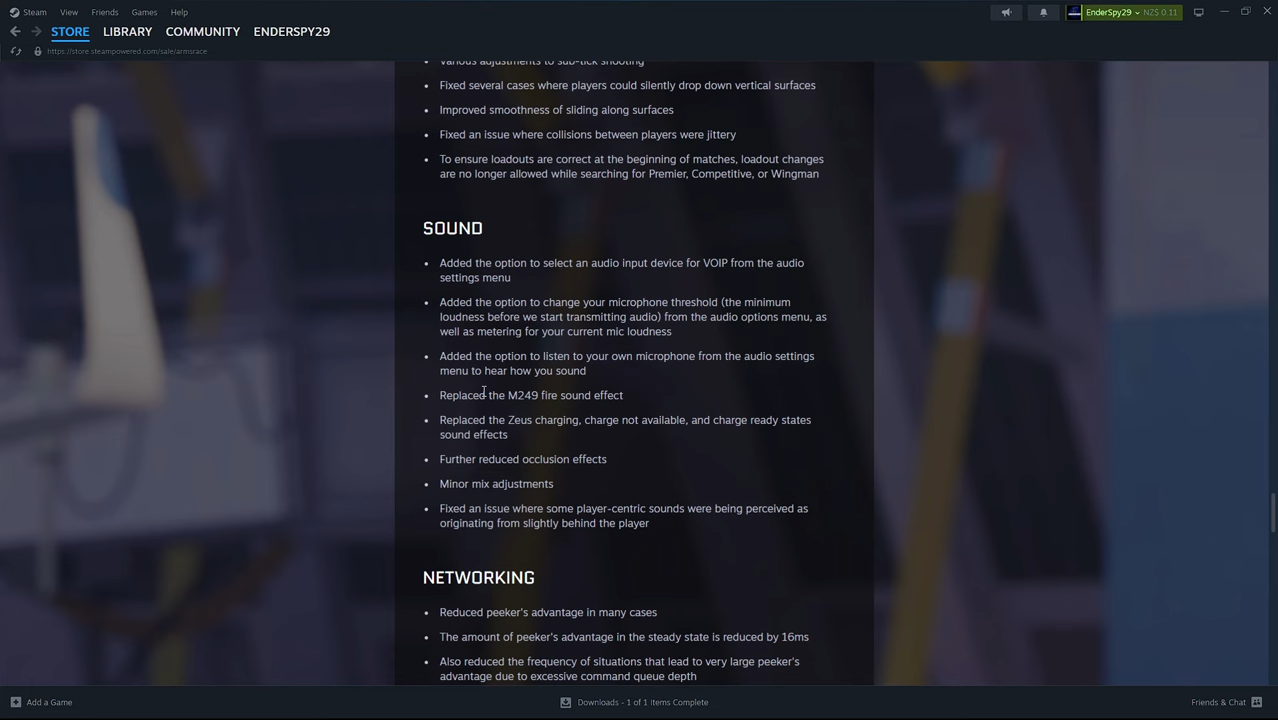 Steam View Friends Games Help
EnderSpy29 NZ$ 0.11
STORE LIBRARY COMMUNITY ENDERSPY29
https://store.steampowered.com/sale/armsrace
Various adjustments to sub-tick shooting
• Fixed several cases where players could silently drop down vertical surfaces
• Improved smoothness of sliding along surfaces
• Fixed an issue where collisions between players were jittery
• To ensure loadouts are correct at the beginning of matches, loadout changes
are no longer allowed while searching for Premier, Competitive, or Wingman
SOUND
• Added the option to select an audio input device for VOIP from the audio
settings menu
• Added the option to change your microphone threshold (the minimum
loudness before we start transmitting audio) from the audio options menu, as
well as metering for your current mic loudness
• Added the option to listen to your own microphone from the audio settings
menu to hear how you sound
• Replaced the M249 fire sound effect
• Replaced the Zeus charging, charge not available, and charge ready states
sound effects
• Further reduced occlusion effects
• Minor mix adjustments
• Fixed an issue where some player-centric sounds were being perceived as
originating from slightly behind the player
NETWORKING
• Reduced peeker's advantage in many cases
• The amount of peeker's advantage in the steady state is reduced by 16ms
• Also reduced the frequency of situations that lead to very large peeker's
advantage due to excessive command queue depth
Add a Game
Downloads - 1 of 1 Items Complete
Friends & Chat